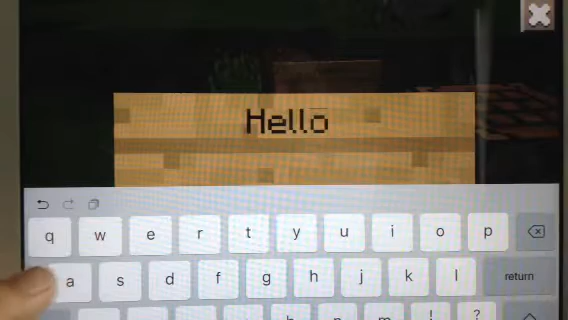 Hello
q w e r t y u i o p
a s d f g h j k l return
! ?